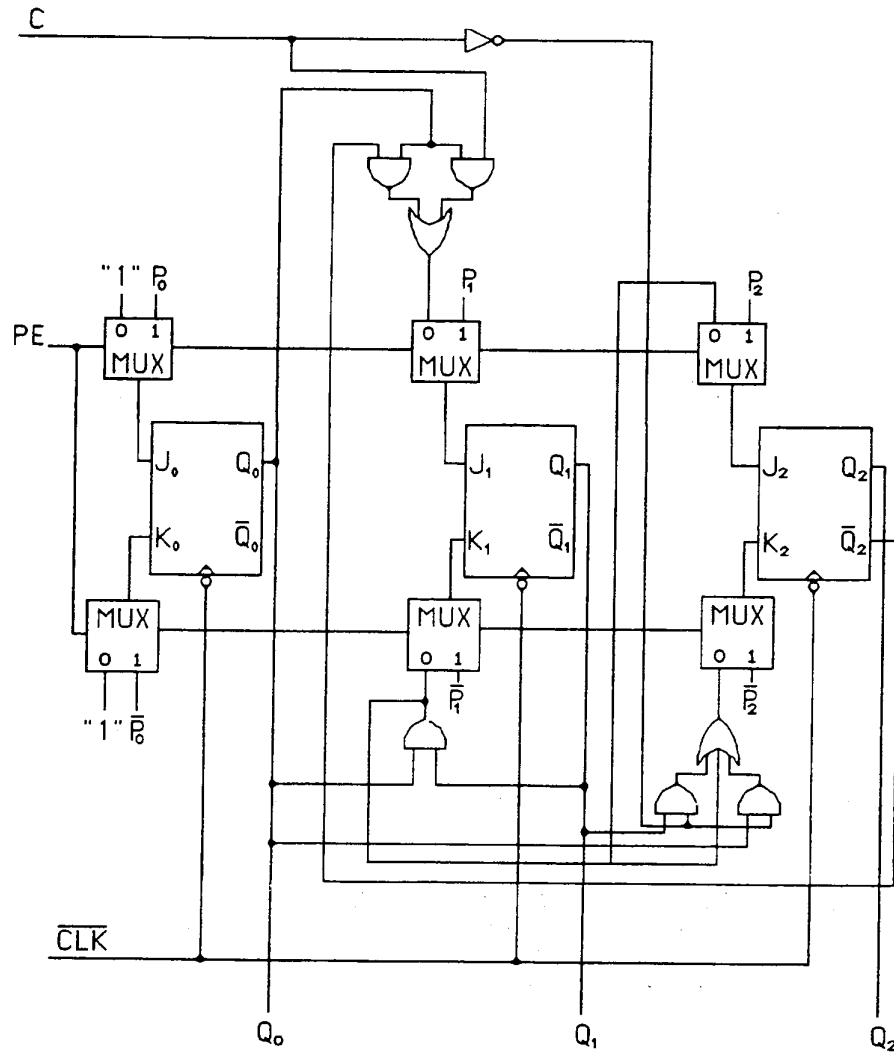 C
"1" P₀
P₁
P₂
PE
0 1
MUX
0 1
MUX
0 1
MUX
J₀ Q₀
K₀ Q̅₀
J₁ Q₁
K₁ Q̅₁
J₂ Q₂
K₂ Q̅₂
MUX
0 1
"1" P̅₀
MUX
0 1
P̅₁
MUX
0 1
P̅₂
C̅L̅K̅
Q₀
Q₁
Q₂